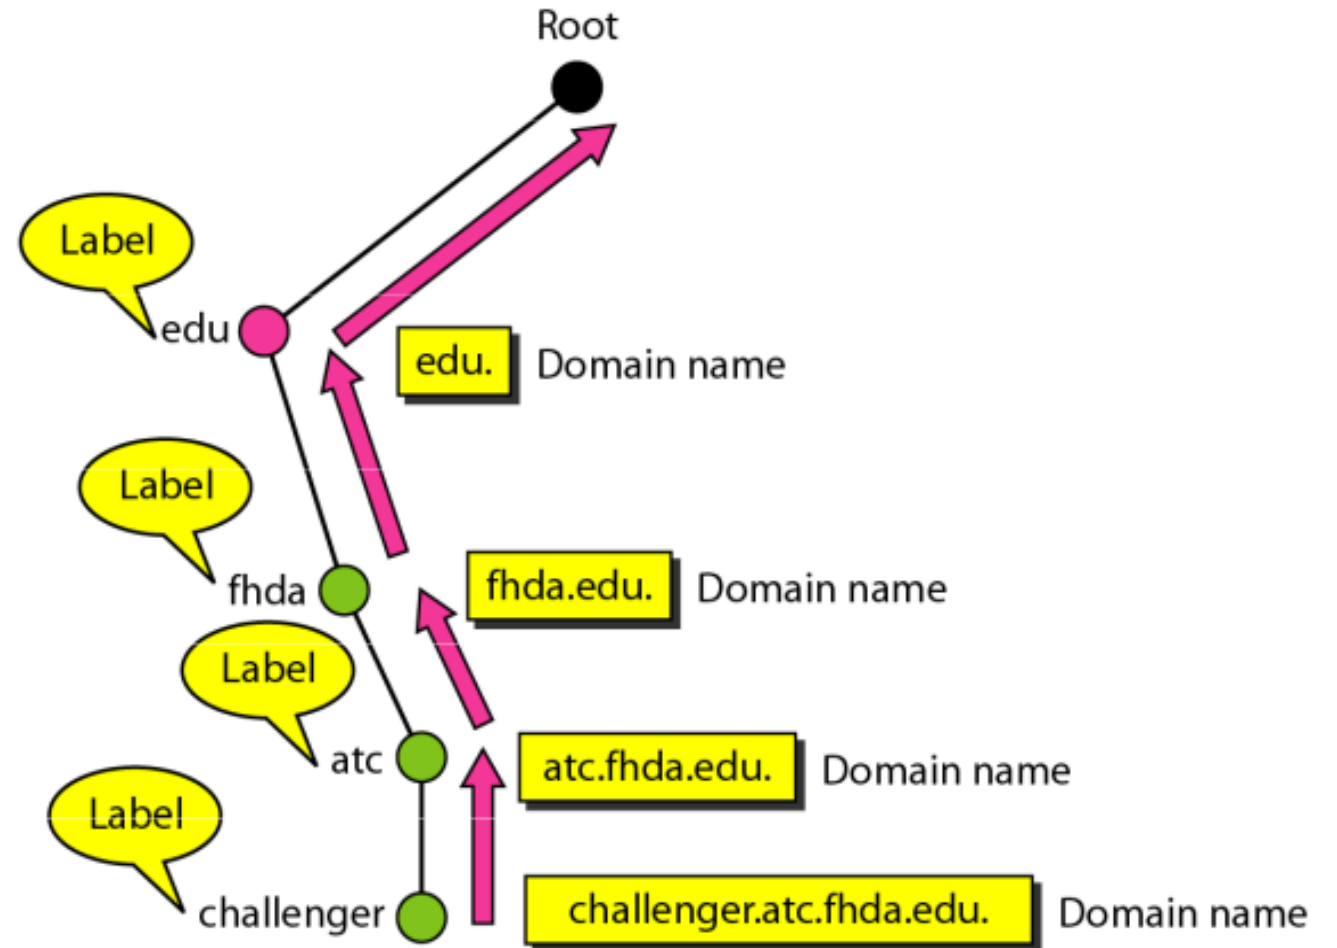 Root
Label
edu
edu.
Domain name
Label
fhda
fhda.edu.
Domain name
Label
atc
atc.fhda.edu.
Domain name
Label
challenger
challenger.atc.fhda.edu.
Domain name